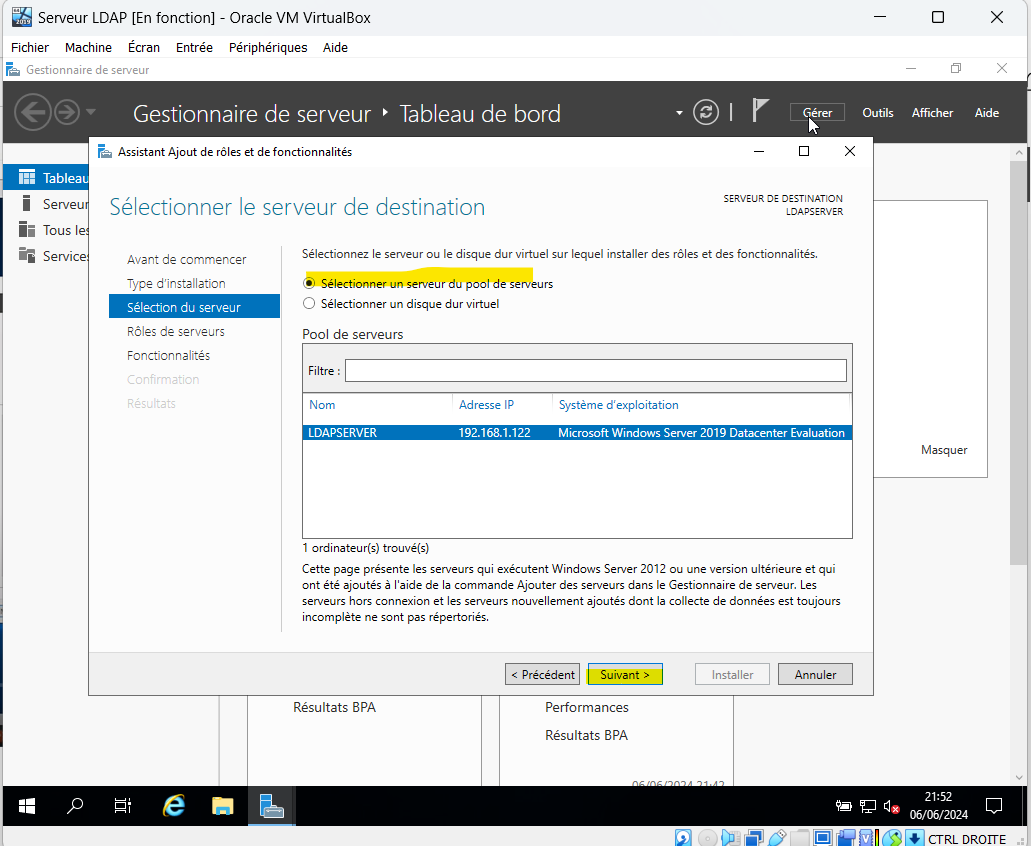 Serveur LDAP [En fonction] - Oracle VM VirtualBox
Fichier Machine Écran Entrée Périphériques Aide
Gestionnaire de serveur
Gestionnaire de serveur Tableau de bord
Gérer Outils Afficher Aide
Assistant Ajout de rôles et de fonctionnalités
Tableau
Serveur
Tous les
Services
Sélectionner le serveur de destination
SERVEUR DE DESTINATION
LDAPSERVER
Avant de commencer
Type d'installation
Sélection du serveur
Rôles de serveurs
Fonctionnalités
Confirmation
Résultats
Sélectionnez le serveur ou le disque dur virtuel sur lequel installer des rôles et des fonctionnalités.
Sélectionner un serveur du pool de serveurs
Sélectionner un disque dur virtuel
Pool de serveurs
Filtre :
Nom Adresse IP Système d'exploitation
LDAPSERVER 192.168.1.122 Microsoft Windows Server 2019 Datacenter Evaluation
1 ordinateur(s) trouvé(s)
Cette page présente les serveurs qui exécutent Windows Server 2012 ou une version ultérieure et qui
ont été ajoutés à l'aide de la commande Ajouter des serveurs dans le Gestionnaire de serveur. Les
serveurs hors connexion et les serveurs nouvellement ajoutés dont la collecte de données est toujours
incomplète ne sont pas répertoriés.
Masquer
< Précédent Suivant > Installer Annuler
Résultats BPA
Performances
Résultats BPA
06/06/2024 21:42
21:52
06/06/2024
CTRL DROITE